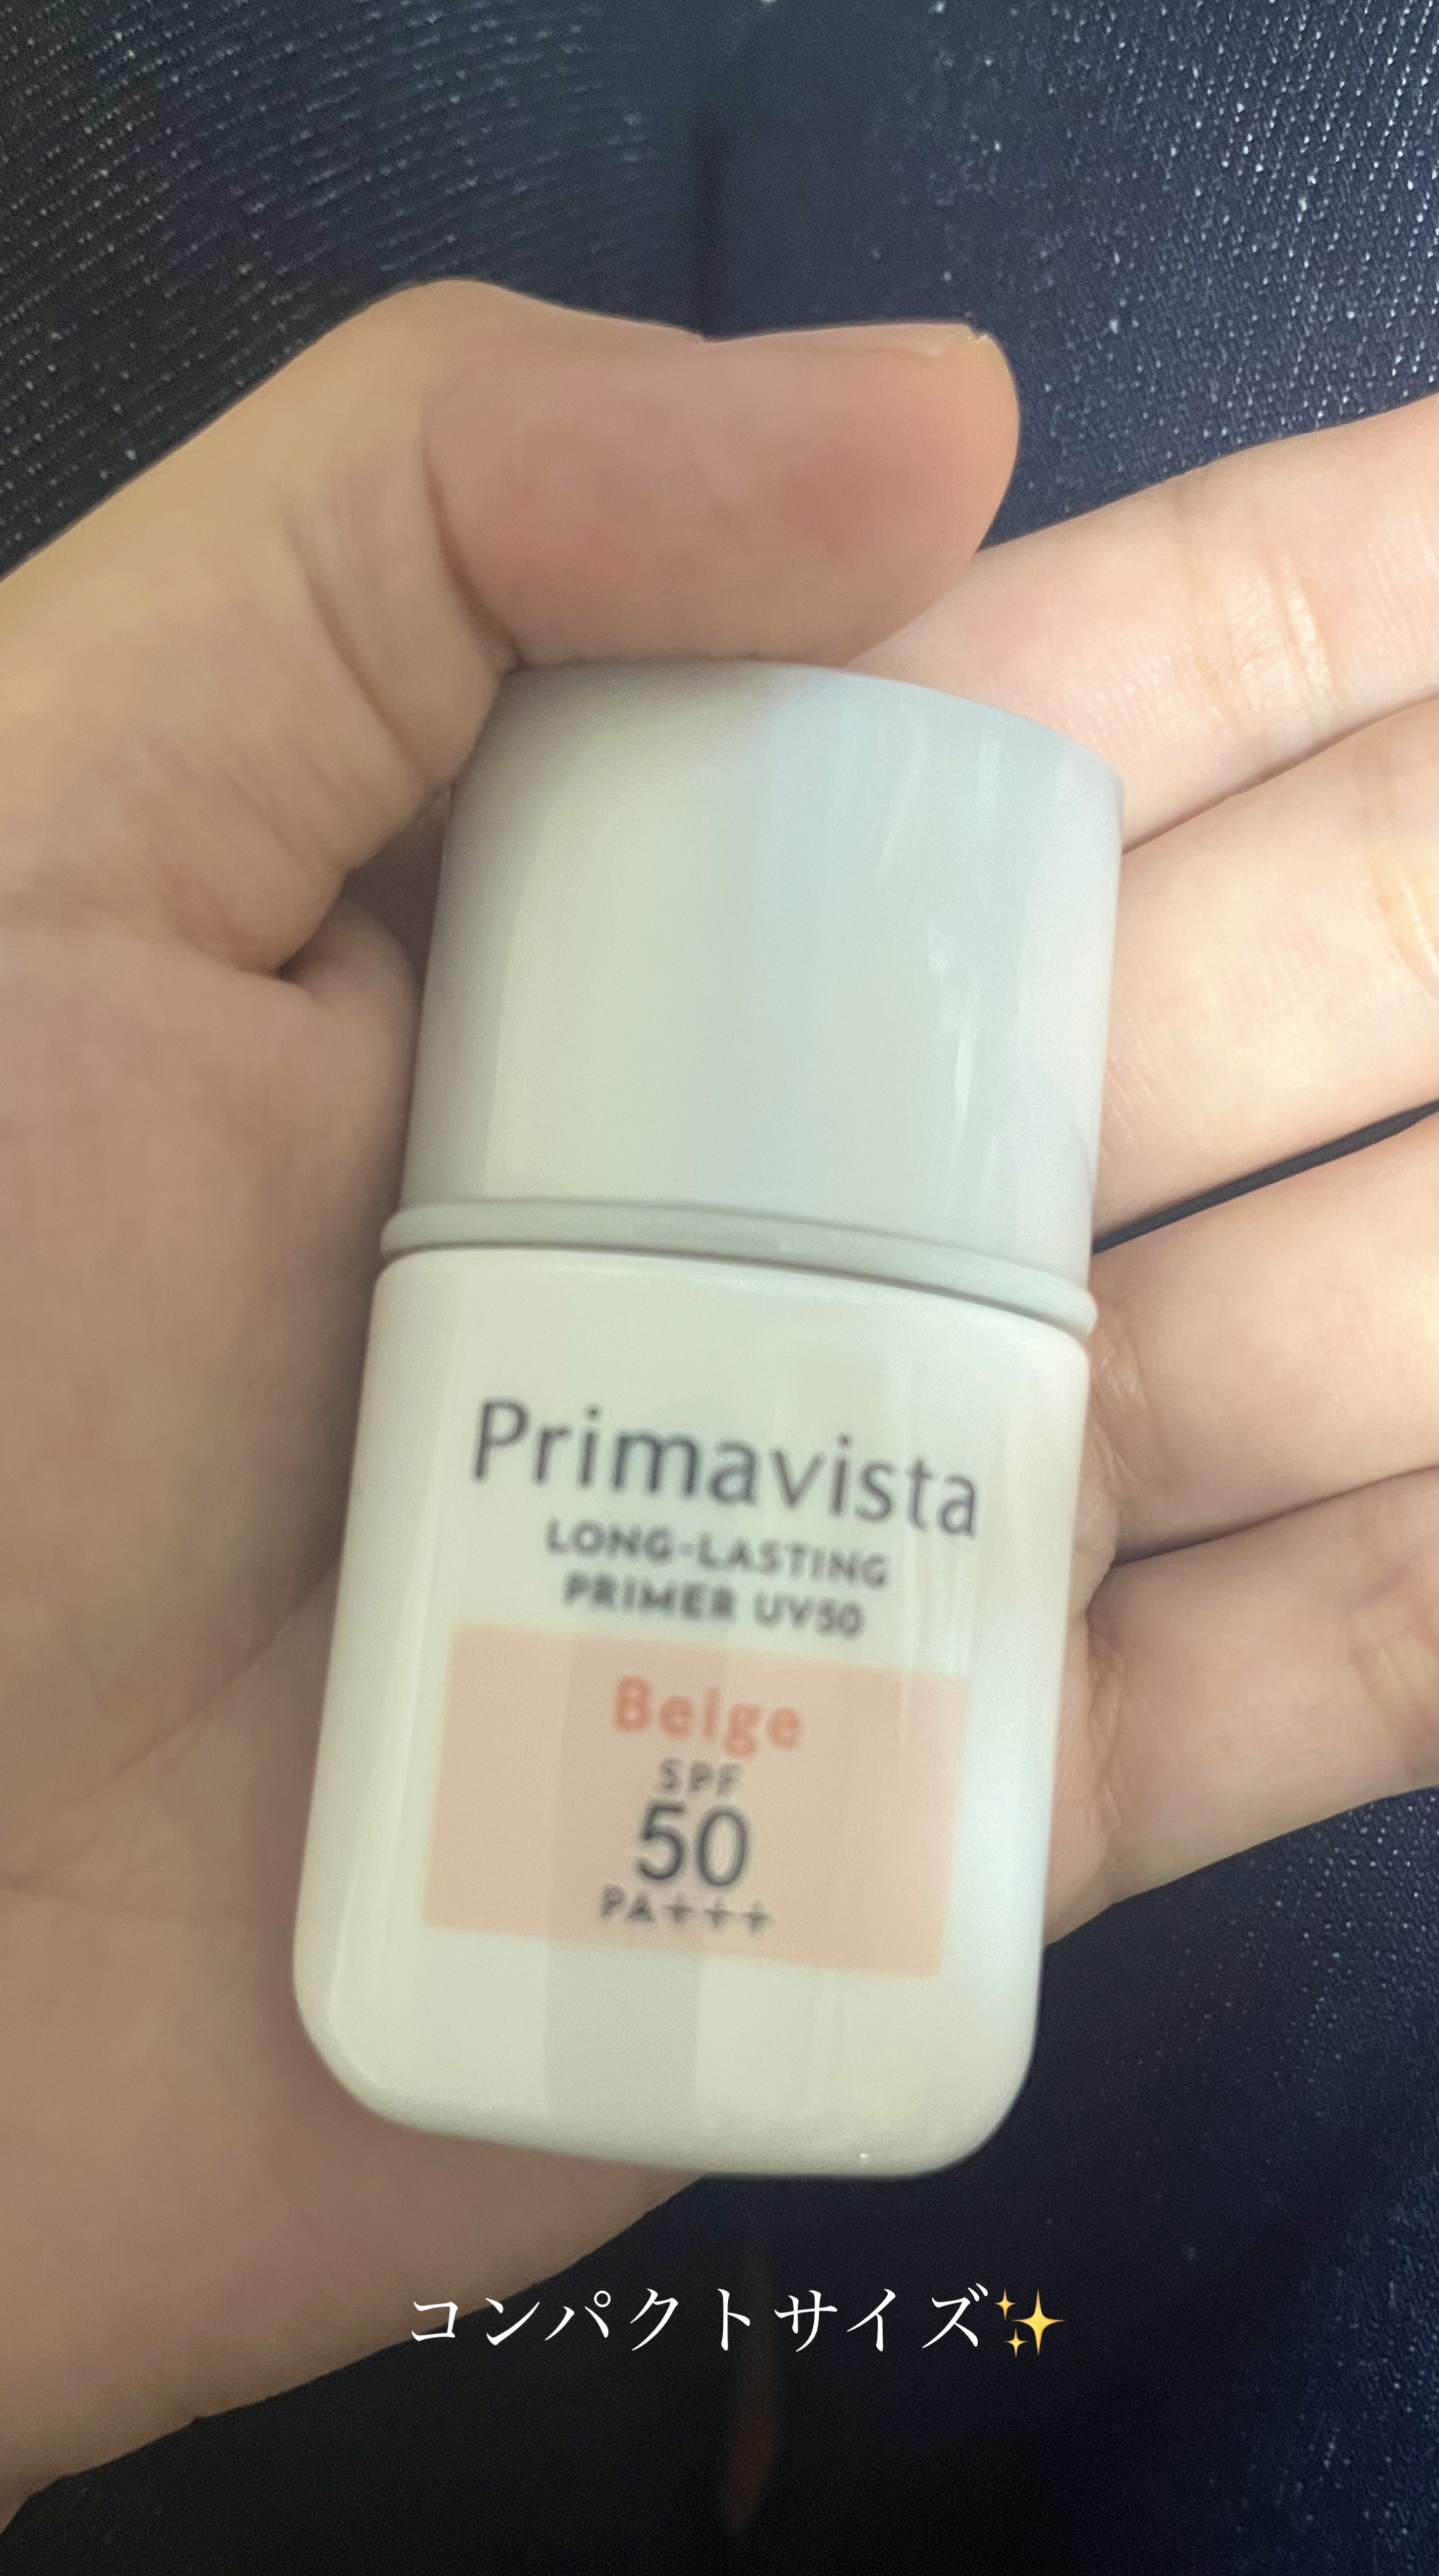 Primavista
LONG-LASTING
PRIMER UV50
Beige
SPF
50
PA+++
コンパクトサイズ✨